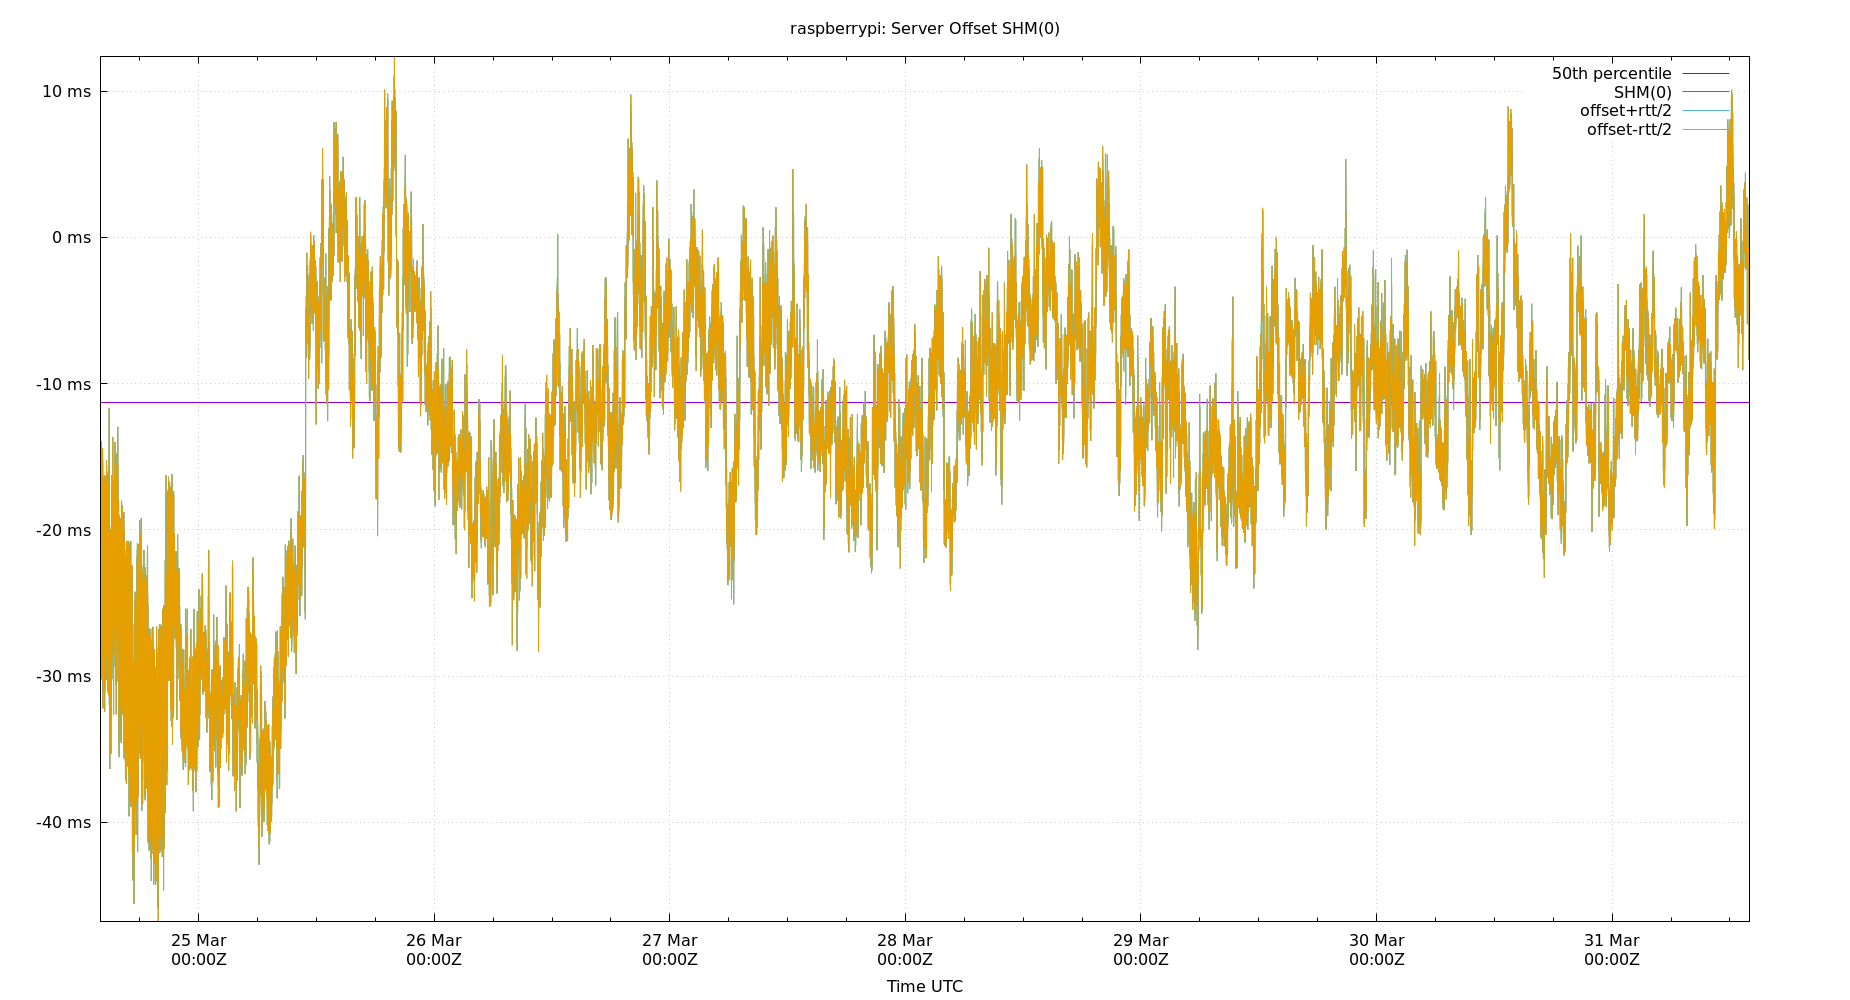 raspberrypi: Server Offset SHM(0)
50th percentile
SHM(0)
offset+rtt/2
offset-rtt/2
10 ms
0 ms
-10 ms
-20 ms
-30 ms
-40 ms
25 Mar 26 Mar 27 Mar 28 Mar 29 Mar 30 Mar 31 Mar
00:00Z 00:00Z 00:00Z 00:00Z 00:00Z 00:00Z 00:00Z
Time UTC